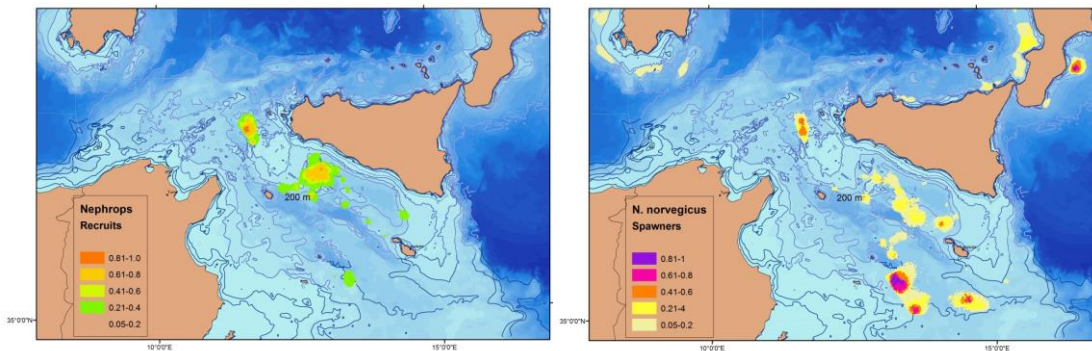 200 m
Nephrops
Recruits
0.81-1.0
0.61-0.8
0.41-0.6
0.21-0.4
0.05-0.2
35°0'0"N
10°0'0"E
15°0'0"E
200 m
N. norvegicus
Spawners
0.81-1
0.61-0.8
0.41-0.6
0.21-4
0.05-0.2
35°0'0"N
10°0'0"E
15°0'0"E